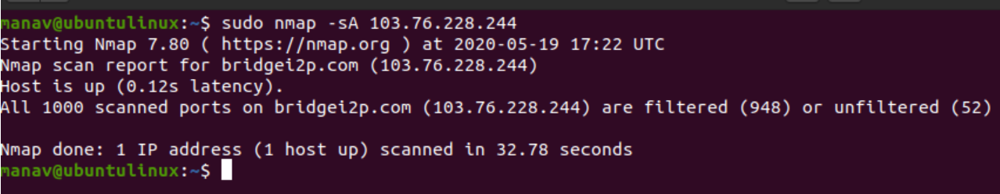 manav@ubuntulinux:~$ sudo nmap -sA 103.76.228.244
Starting Nmap 7.80 ( https://nmap.org ) at 2020-05-19 17:22 UTC
Nmap scan report for bridgei2p.com (103.76.228.244)
Host is up (0.12s latency).
All 1000 scanned ports on bridgei2p.com (103.76.228.244) are filtered (948) or unfiltered (52)
Nmap done: 1 IP address (1 host up) scanned in 32.78 seconds
manav@ubuntulinux:~$